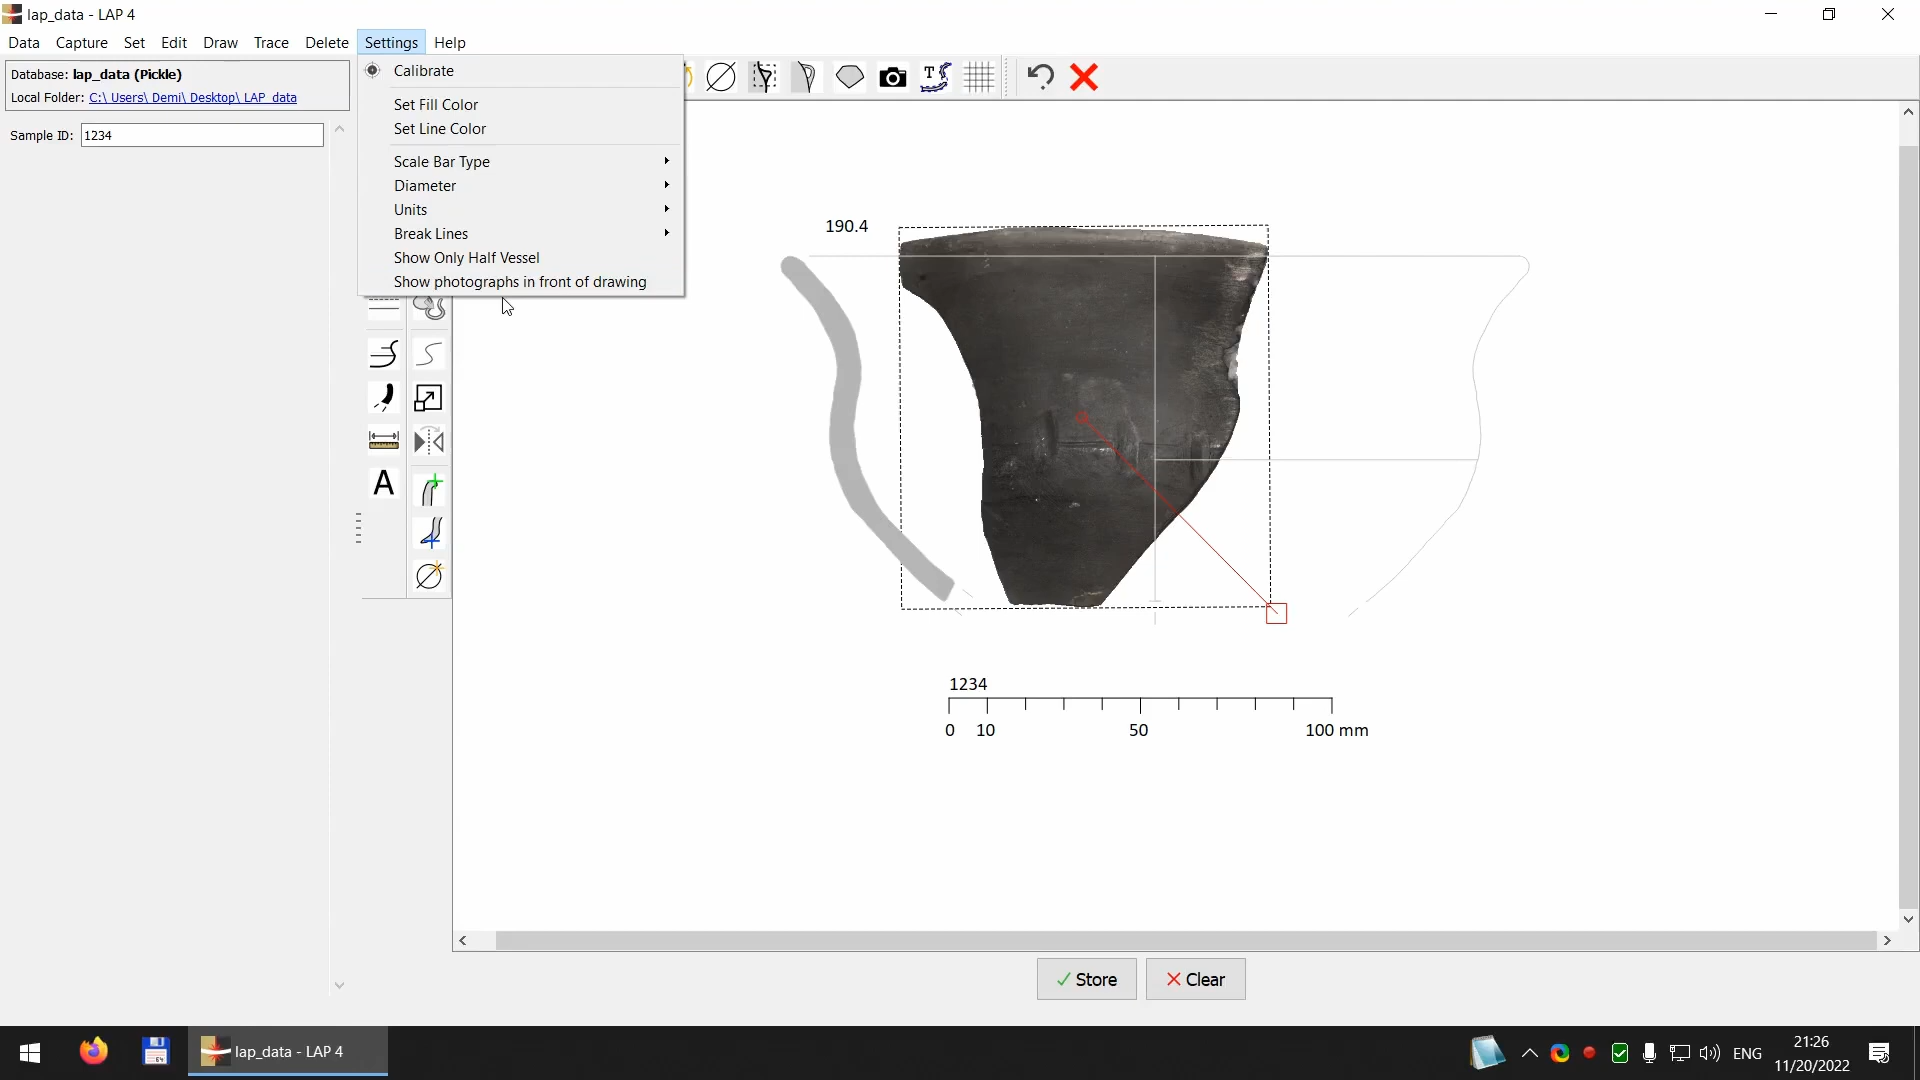 lap_data - LAP 4
Data Capture Set Edit Draw Trace Delete Settings Help
Database: lap_data (Pickle)
Local Folder: C:\ Users\ Demi\ Desktop\ LAP_data
Sample ID: 1234
Calibrate
Set Fill Color
Set Line Color
Scale Bar Type
Diameter
Units
Break Lines
Show Only Half Vessel
Show photographs in front of drawing
T
A
190.4
1234
0 10 50 100 mm
Store Clear
64
lap_data - LAP 4
ENG
21:26
11/20/2022